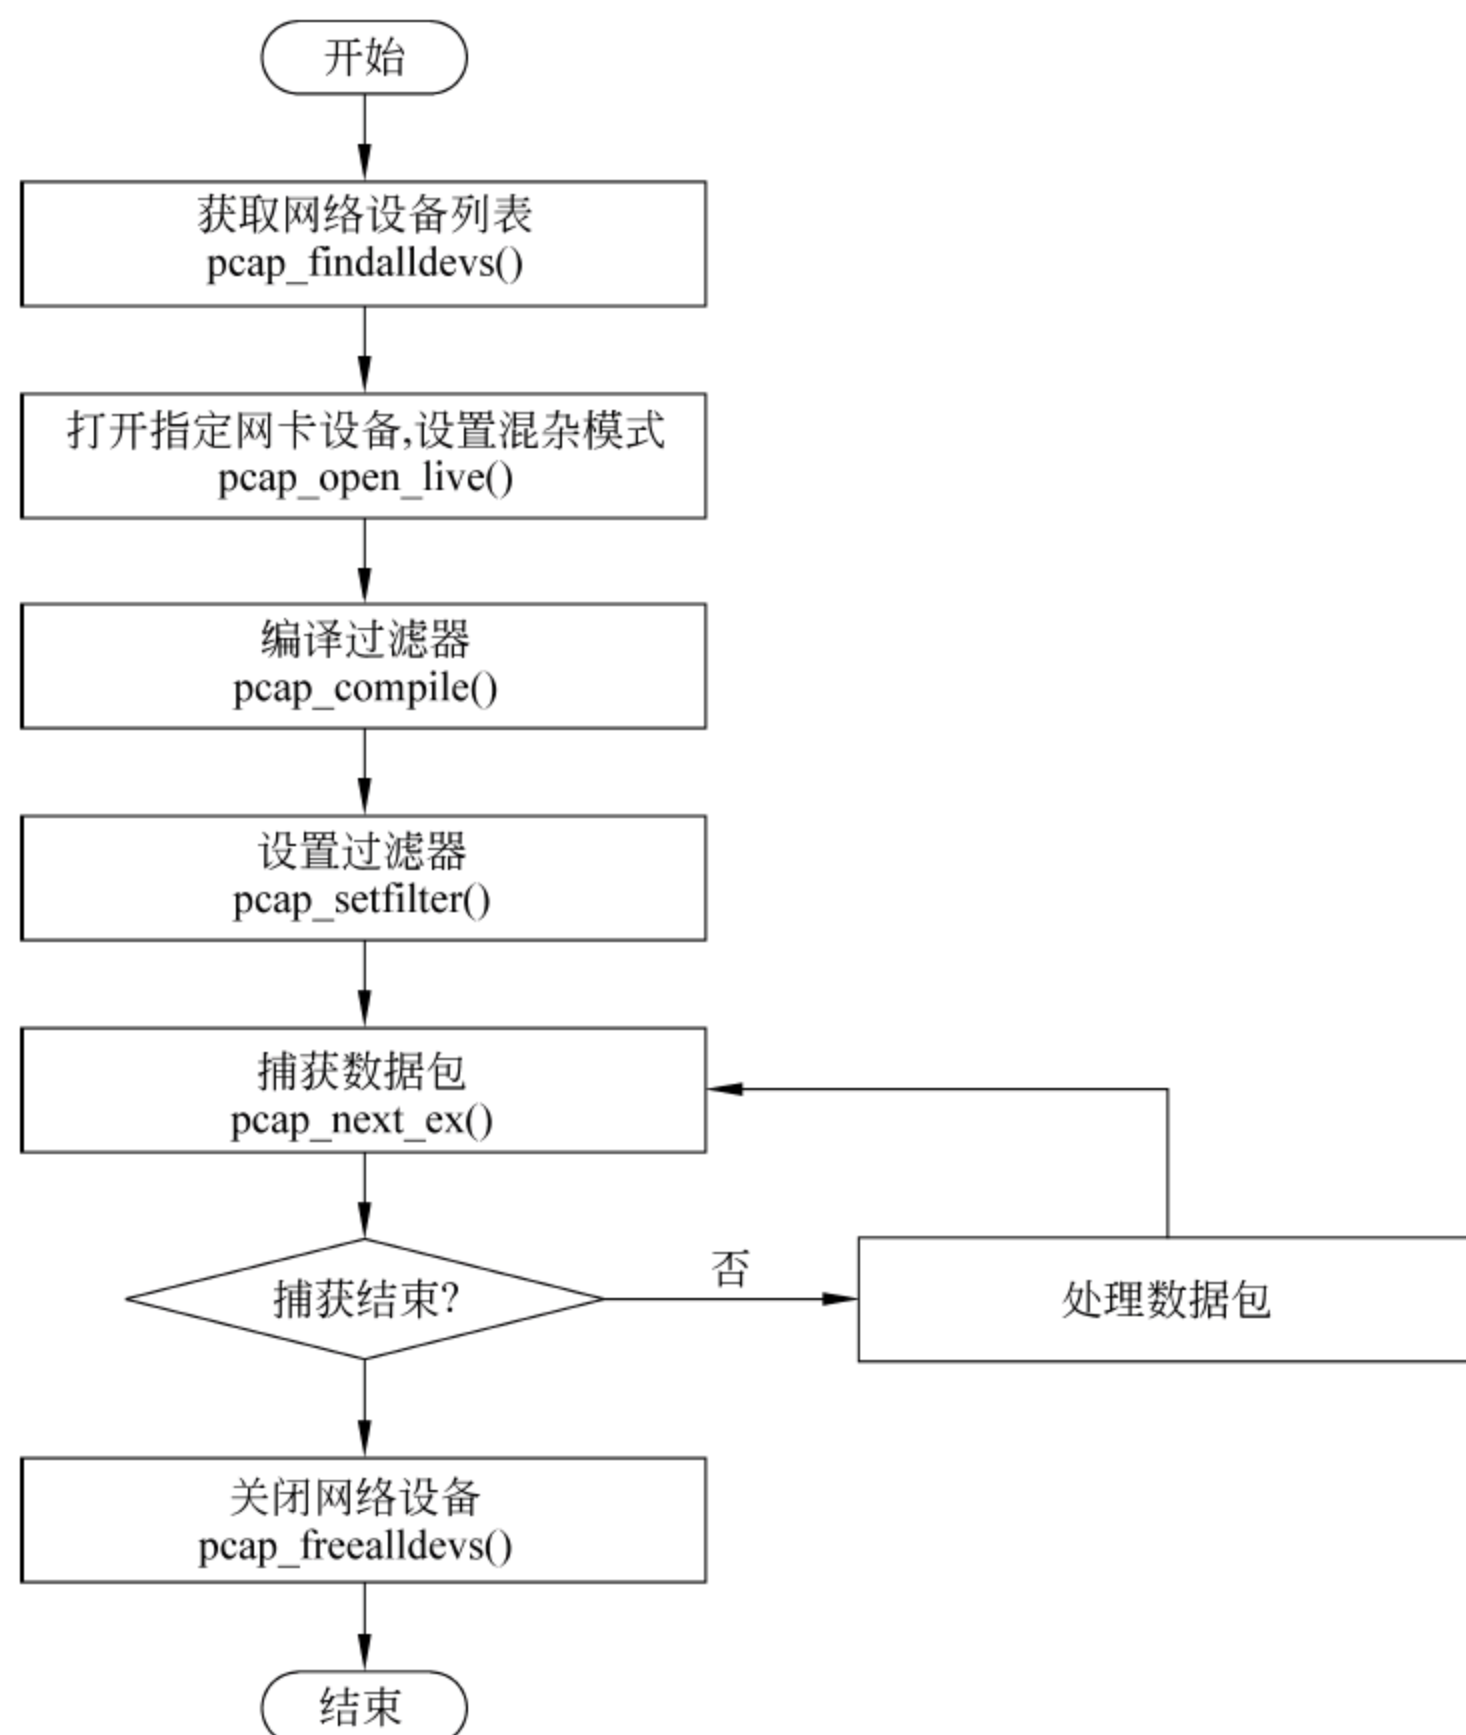 开始
获取网络设备列表
pcap_findalldevs()
打开指定网卡设备,设置混杂模式
pcap_open_live()
编译过滤器
pcap_compile()
设置过滤器
pcap_setfilter()
捕获数据包
pcap_next_ex()
捕获结束?
否
处理数据包
关闭网络设备
pcap_freealldevs()
结束